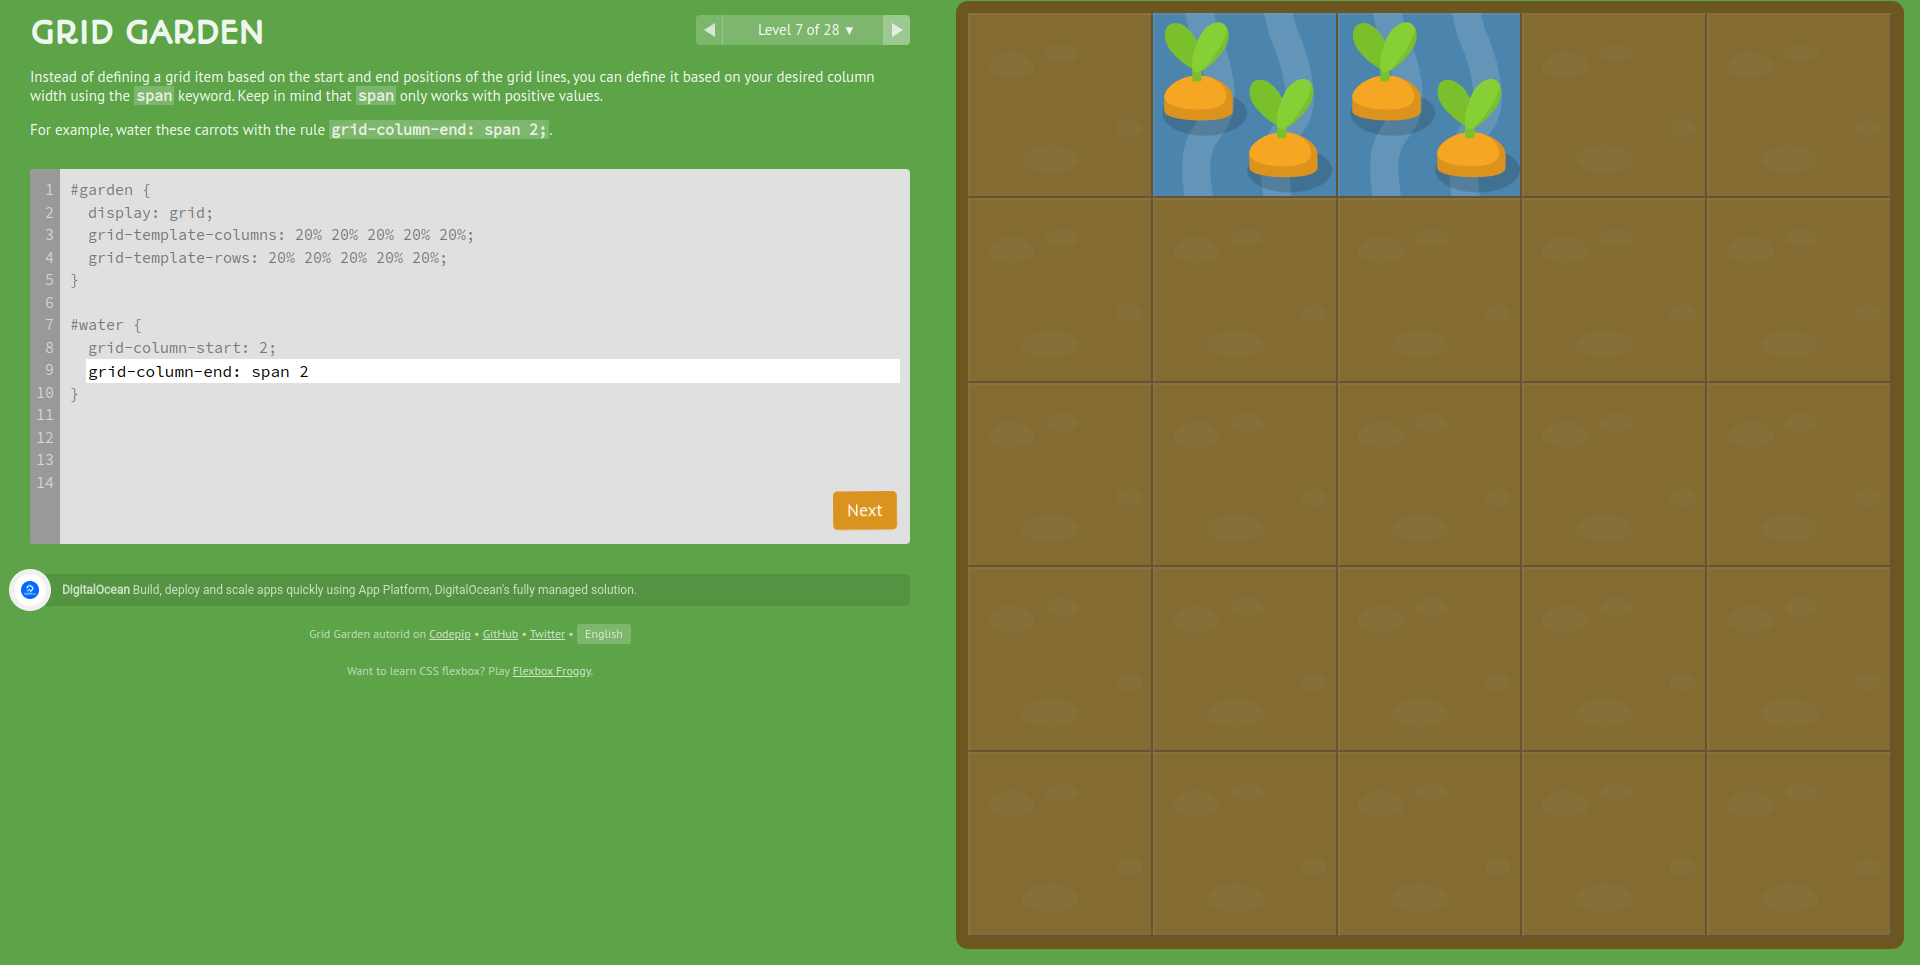 GRID GARDEN
◀ Level 7 of 28 ▾ ▶
Instead of defining a grid item based on the start and end positions of the grid lines, you can define it based on your desired column
width using the span keyword. Keep in mind that span only works with positive values.
For example, water these carrots with the rule grid-column-end: span 2;.
1 #garden {
2 display: grid;
3 grid-template-columns: 20% 20% 20% 20% 20%;
4 grid-template-rows: 20% 20% 20% 20% 20%;
5 }
6
7 #water {
8 grid-column-start: 2;
9 grid-column-end: span 2
10 }
11
12
13
14
Next
DigitalOcean Build, deploy and scale apps quickly using App Platform, DigitalOcean's fully managed solution.
Grid Garden autorid on Codepip • GitHub • Twitter • English
Want to learn CSS flexbox? Play Flexbox Froggy.